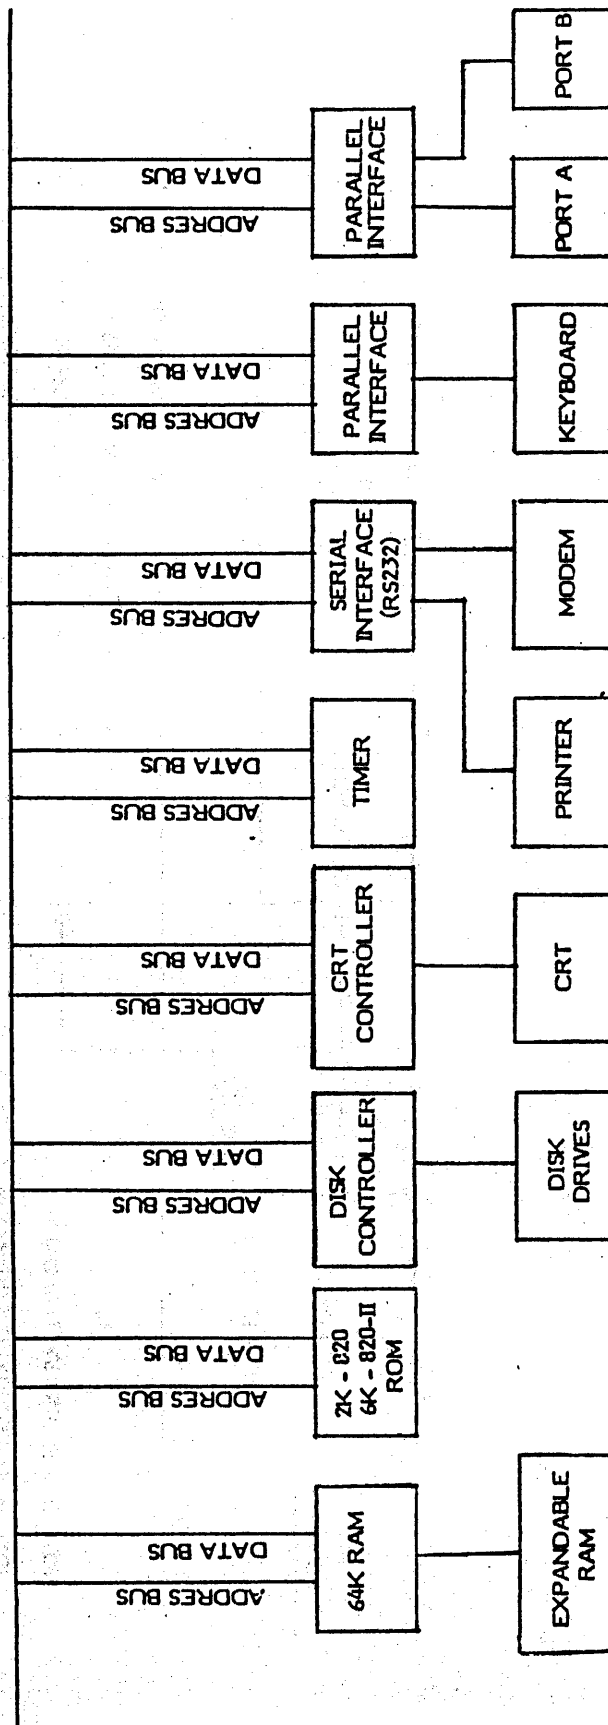 ADDRES BUS
DATA BUS
ADDRES BUS
DATA BUS
ADDRES BUS
DATA BUS
ADDRES BUS
DATA BUS
ADDRES BUS
DATA BUS
ADDRES BUS
DATA BUS
ADDRES BUS
DATA BUS
ADDRES BUS
DATA BUS
64K RAM
2K - 820
6K - 820-II
ROM
DISK
CONTROLLER
CRT
CONTROLLER
TIMER
SERIAL
INTERFACE
(RS232)
PARALLEL
INTERFACE
PARALLEL
INTERFACE
EXPANDABLE
RAM
DISK
DRIVES
CRT
PRINTER
MODEM
KEYBOARD
PORT A
PORT B